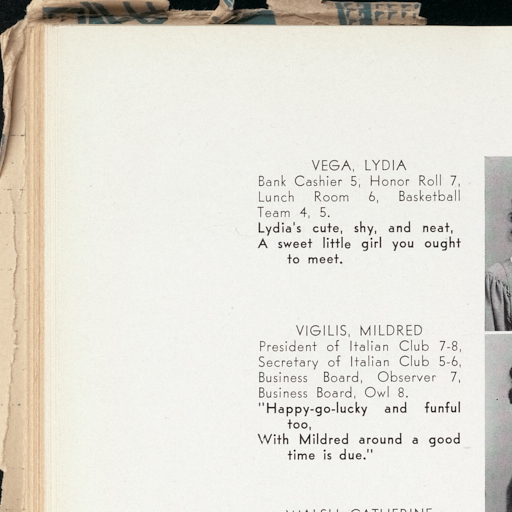 VEGA, LYDIA
Bank Cashier 5, Honor Roll 7,
Lunch Room 6, Basketball
Team 4, 5.
Lydia's cute, shy, and neat,
A sweet little girl you ought
to meet.
VIGILIS, MILDRED
President of Italian Club 7-8,
Secretary of Italian Club 5-6,
Business Board, Observer 7,
Business Board, Owl 8.
"Happy-go-lucky and funful
too,
With Mildred around a good
time is due."
WALSH, CATHERINE